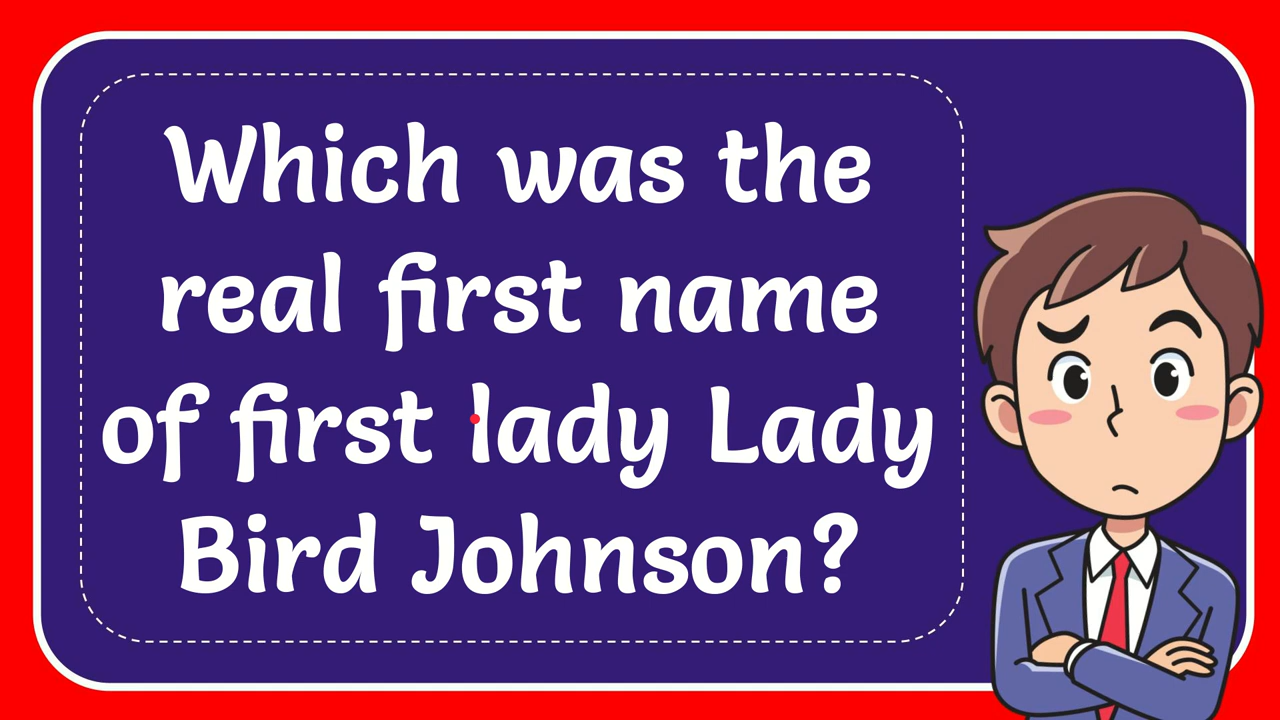 Which was the
real first name
of first lady Lady
Bird Johnson?